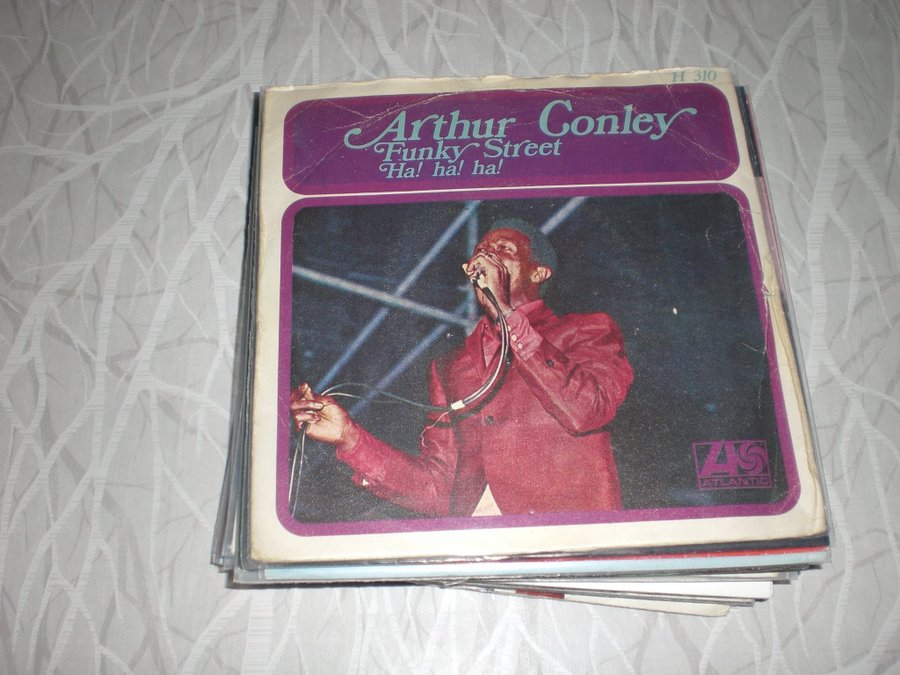 H 310
Arthur Conley
Funky Street
Ha! ha! ha!
ATLANTIC